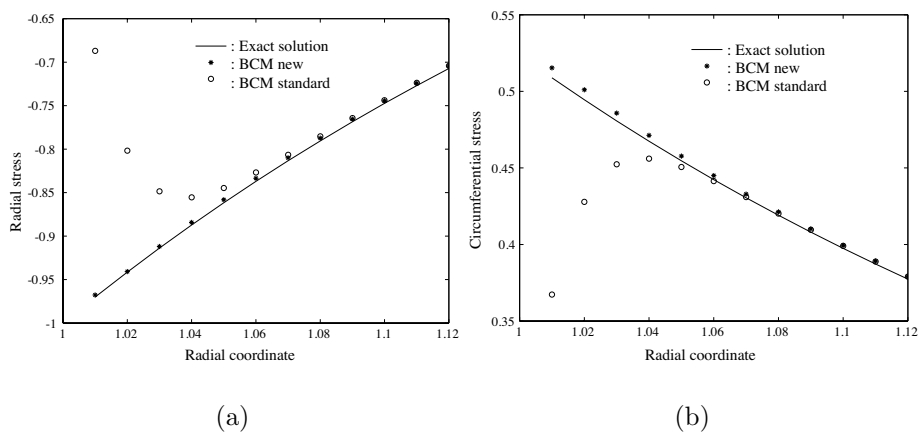 -0.65
-0.7
-0.75
-0.8
-0.85
-0.9
-0.95
-1
Radial stress
: Exact solution
: BCM new
: BCM standard
1 1.02 1.04 1.06 1.08 1.1 1.12
Radial coordinate
(a)
0.55
0.5
0.45
0.4
0.35
Circumferential stress
: Exact solution
: BCM new
: BCM standard
1 1.02 1.04 1.06 1.08 1.1 1.12
Radial coordinate
(b)